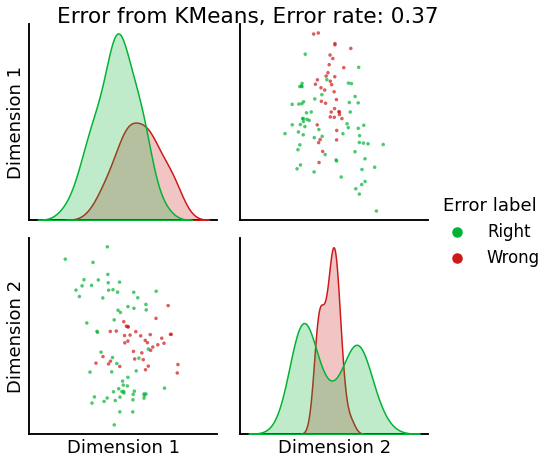 Error from KMeans, Error rate: 0.37
Dimension 1
Error label
Right
Wrong
Dimension 2
Dimension 1
Dimension 2